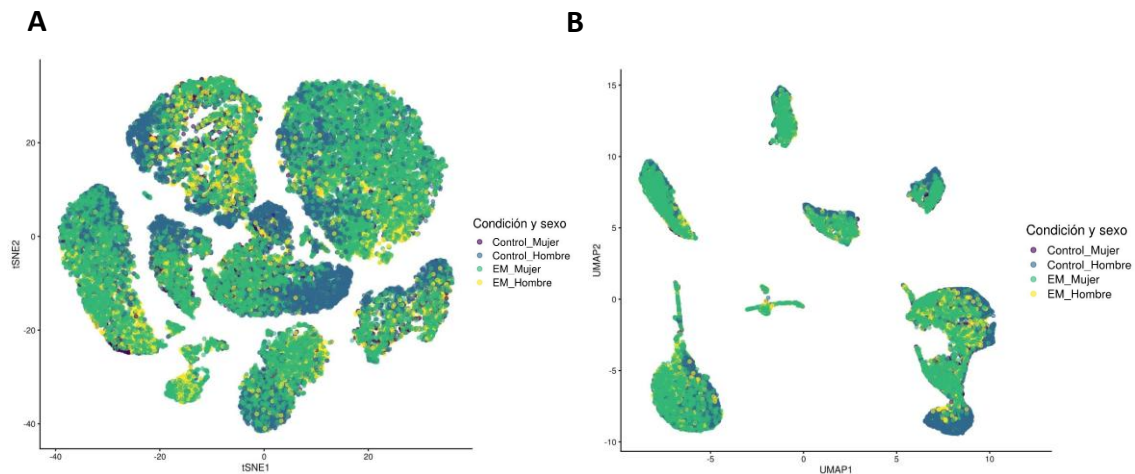 A
B
20
0
-20
-40
tSNE2
-40
-20
0
20
tSNE1
Condición y sexo
Control_Mujer
Control_Hombre
EM_Mujer
EM_Hombre
15
10
5
0
-5
-10
UMAP2
-5
0
5
10
UMAP1
Condición y sexo
Control_Mujer
Control_Hombre
EM_Mujer
EM_Hombre